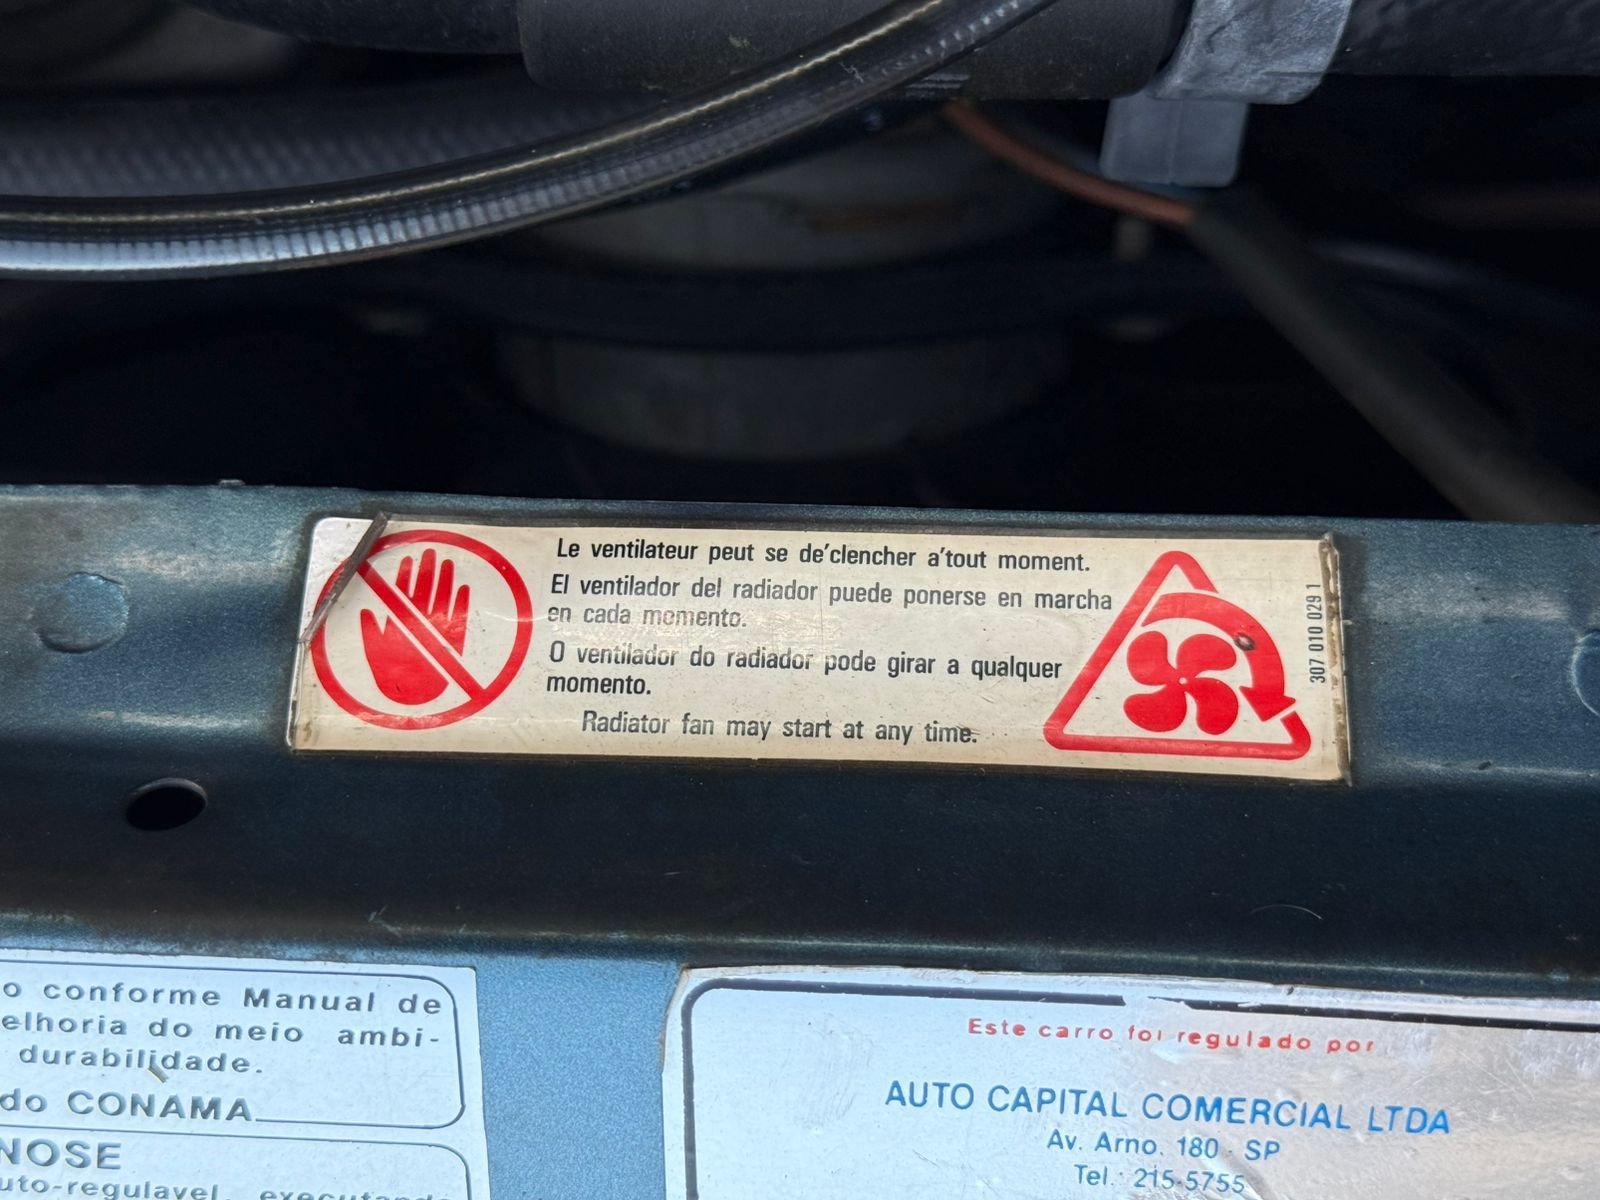 Le ventilateur peut se de'clencher a'tout moment.
El ventilador del radiador puede ponerse en marcha
en cada momento.
O ventilador do radiador pode girar a qualquer
momento.
Radiator fan may start at any time.
307 010 029 1
o conforme Manual de
elhoria do meio ambi-
durabilidade.
do CONAMA
NOSE
uto-regulavel, executando
Este carro foi regulado por
AUTO CAPITAL COMERCIAL LTDA
Av. Arno, 180 - SP
Tel.: 215-5755